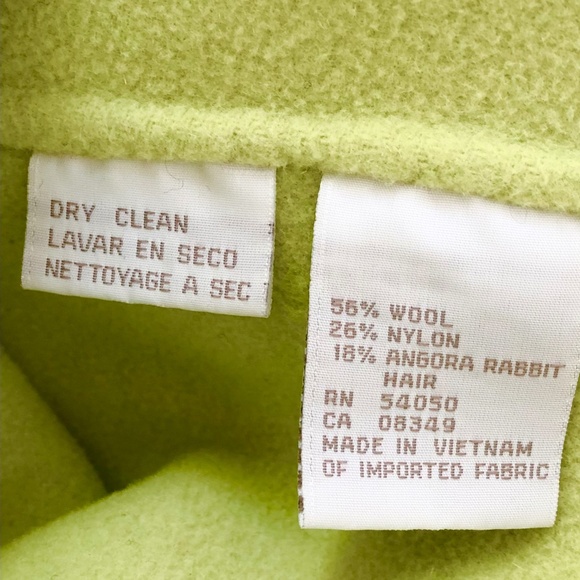 DRY CLEAN
LAVAR EN SECO
NETTOYAGE A SEC
56% WOOL
26% NYLON
18% ANGORA RABBIT
HAIR
RN 54050
CA 08349
MADE IN VIETNAM
OF IMPORTED FABRIC